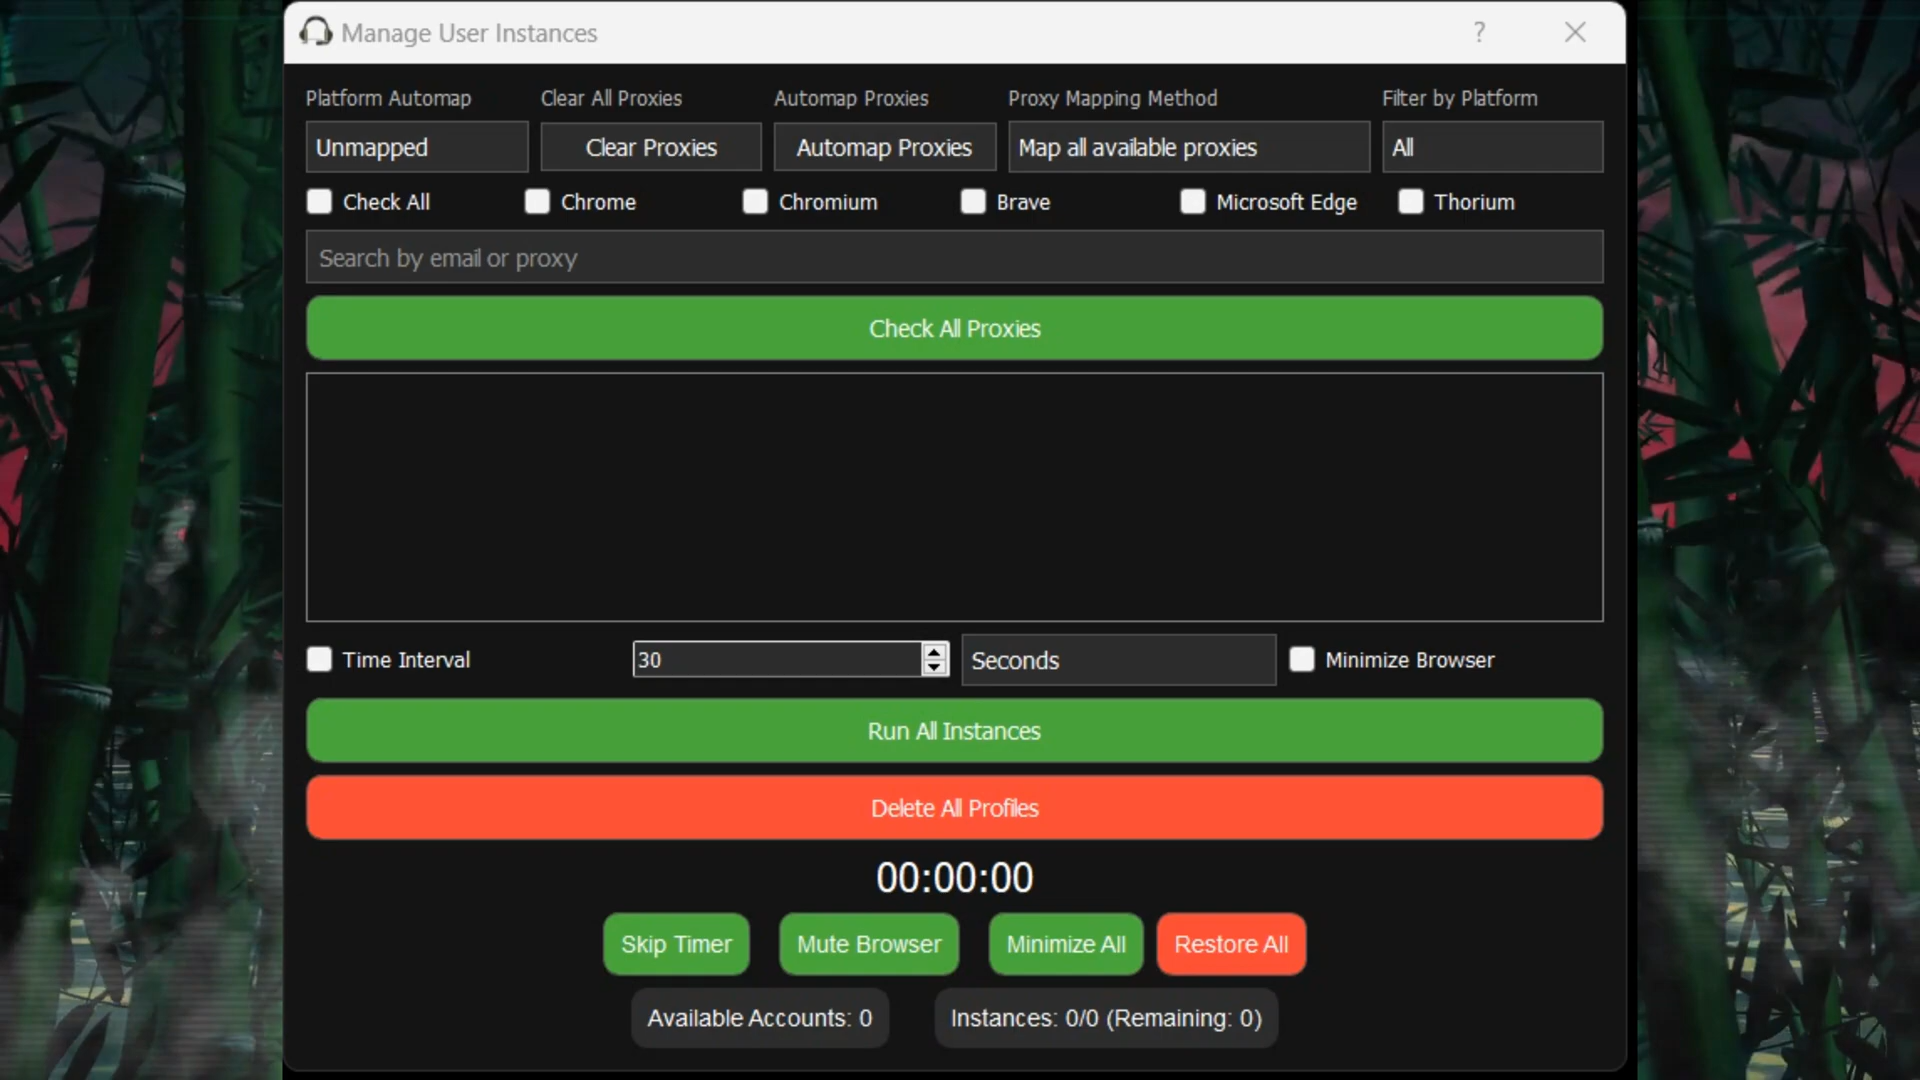 Manage User Instances
?
Platform Automap Clear All Proxies Automap Proxies Proxy Mapping Method Filter by Platform
Unmapped Clear Proxies Automap Proxies Map all available proxies All
Check All Chrome Chromium Brave Microsoft Edge Thorium
Search by email or proxy
Check All Proxies
Time Interval 30 Seconds Minimize Browser
Run All Instances
Delete All Profiles
00:00:00
Skip Timer Mute Browser Minimize All Restore All
Available Accounts: 0 Instances: 0/0 (Remaining: 0)